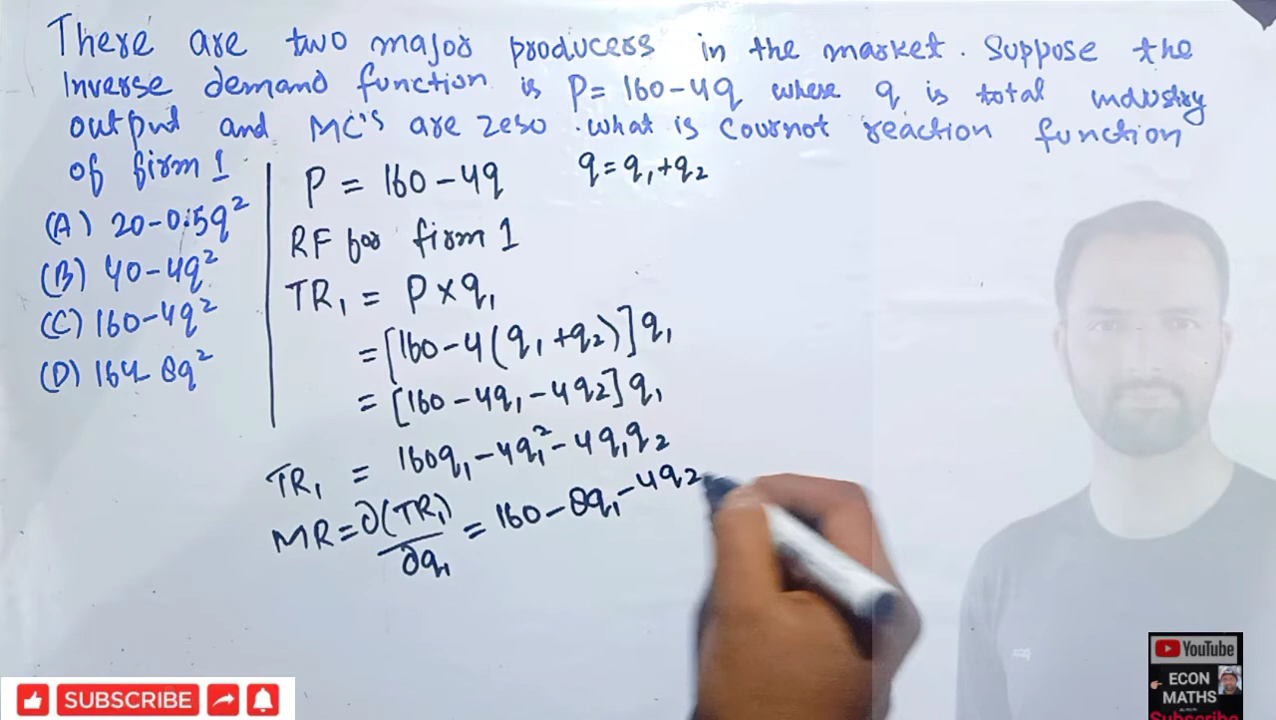 There are two major producers in the market. Suppose the
Inverse demand function is P= 160-4q where q is total industry
output and MC's are zero. what is Cournot reaction function
of firm 1
(A) 20-0.5q²
(B) 40-4q²
(C) 160-4q²
(D) 164-8q²
P = 160-4q q=q₁+q₂
RF for firm 1
TR₁ = P×q₁
= [160-4(q₁+q₂)]q₁
= [160-4q₁-4q2]q₁
TR₁ = 160q₁-4q₁²-4q₁q₂
MR=∂(TR₁)/∂q₁ = 160-8q₁-4q2
SUBSCRIBE
YouTube
ECON
MATHS
Subscribe